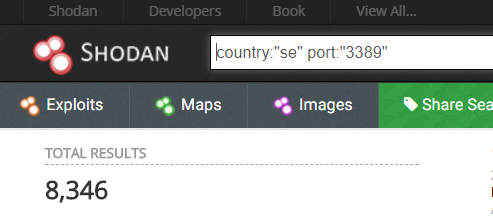 Shodan Developers Book View All...
SHODAN country:"se" port:"3389"
Exploits Maps Images Share Sea
TOTAL RESULTS
8,346